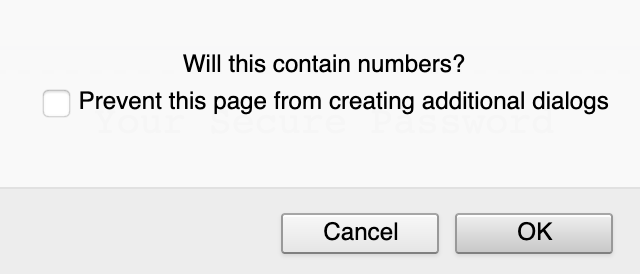 Will this contain numbers?
Prevent this page from creating additional dialogs
Your Secure Password
Cancel
OK